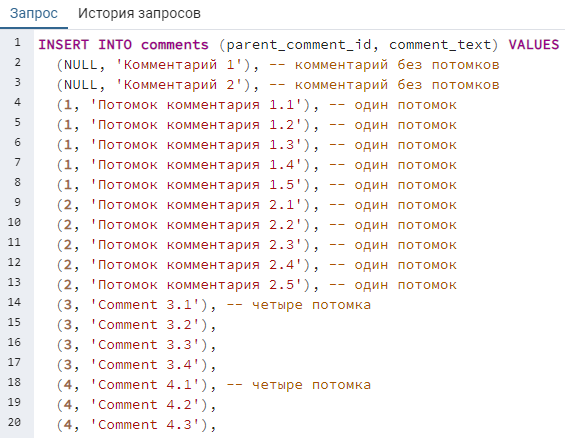 Запрос История запросов
1 INSERT INTO comments (parent_comment_id, comment_text) VALUES
2 (NULL, 'Комментарий 1'), -- комментарий без потомков
3 (NULL, 'Комментарий 2'), -- комментарий без потомков
4 (1, 'Потомок комментария 1.1'), -- один потомок
5 (1, 'Потомок комментария 1.2'), -- один потомок
6 (1, 'Потомок комментария 1.3'), -- один потомок
7 (1, 'Потомок комментария 1.4'), -- один потомок
8 (1, 'Потомок комментария 1.5'), -- один потомок
9 (2, 'Потомок комментария 2.1'), -- один потомок
10 (2, 'Потомок комментария 2.2'), -- один потомок
11 (2, 'Потомок комментария 2.3'), -- один потомок
12 (2, 'Потомок комментария 2.4'), -- один потомок
13 (2, 'Потомок комментария 2.5'), -- один потомок
14 (3, 'Comment 3.1'), -- четыре потомка
15 (3, 'Comment 3.2'),
16 (3, 'Comment 3.3'),
17 (3, 'Comment 3.4'),
18 (4, 'Comment 4.1'), -- четыре потомка
19 (4, 'Comment 4.2'),
20 (4, 'Comment 4.3'),